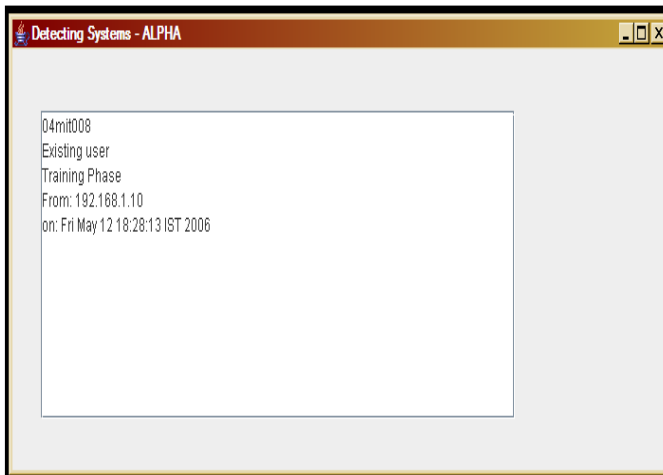 Detecting Systems - ALPHA
04mit008
Existing user
Training Phase
From: 192.168.1.10
on: Fri May 12 18:28:13 IST 2006